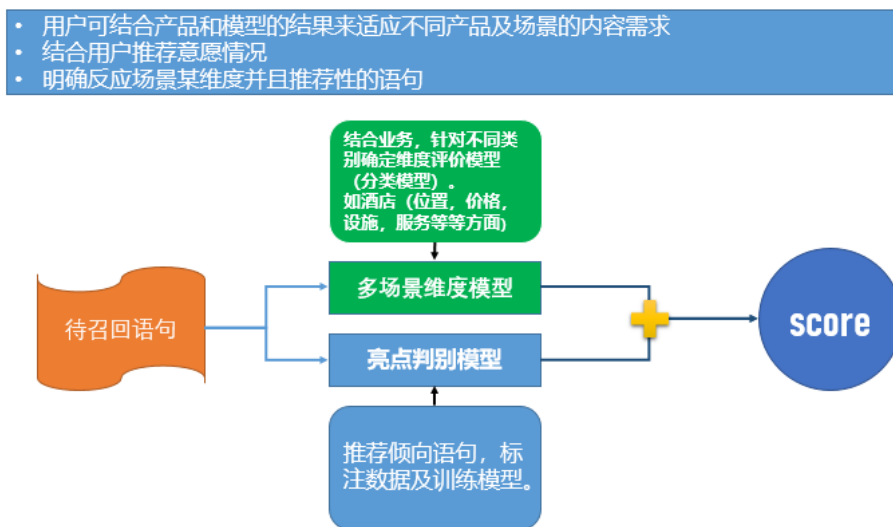 • 用户可结合产品和模型的结果来适应不同产品及场景的内容需求
• 结合用户推荐意愿情况
• 明确反应场景某维度并且推荐性的语句
结合业务，针对不同类
别确定维度评价模型
（分类模型）。
如酒店（位置，价格，
设施，服务等等方面)
待召回语句
多场景维度模型
亮点判别模型
score
推荐倾向语句，标
注数据及训练模型。